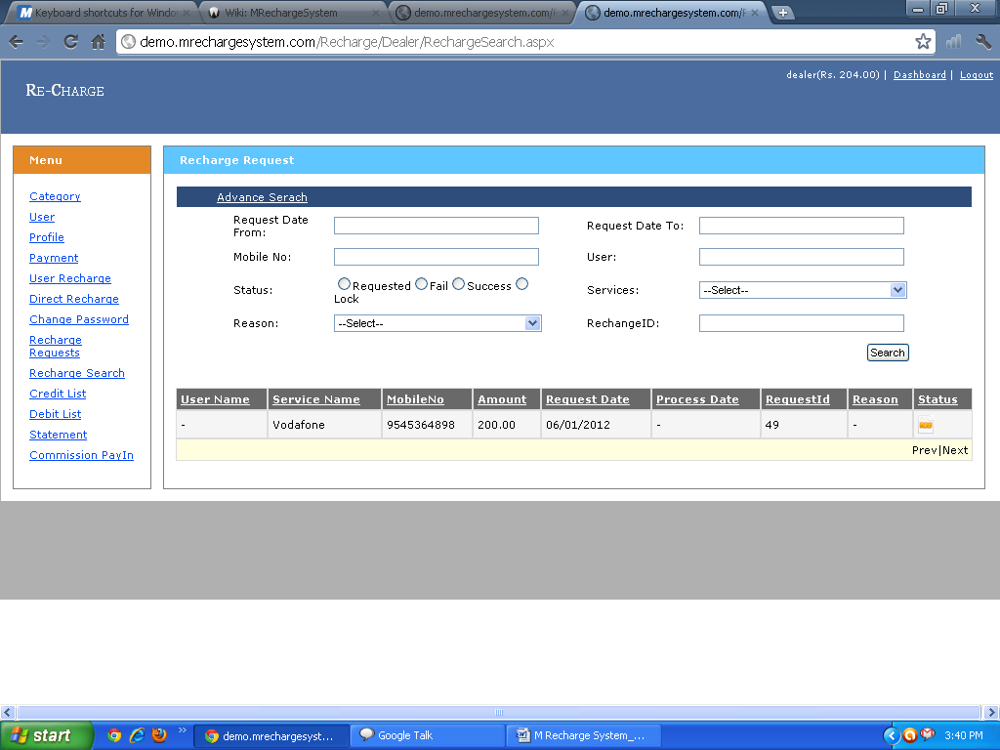 Keyboard shortcuts for Windo
Wiki: MRechargeSystem
demo.mrechargesystem.com/F
demo.mrechargesystem.com/F
demo.mrechargesystem.com/Recharge/Dealer/RechargeSearch.aspx
RE-CHARGE
dealer(Rs. 204.00) | Dashboard | Logout
Menu
Category
User
Profile
Payment
User Recharge
Direct Recharge
Change Password
Recharge
Requests
Recharge Search
Credit List
Debit List
Statement
Commission PayIn
Recharge Request
Advance Serach
Request Date
From:
Request Date To:
Mobile No:
User:
Status:
Requested Fail Success
Lock
Services:
--Select--
Reason:
--Select--
RechangeID:
Search
User Name Service Name MobileNo Amount Request Date Process Date RequestId Reason Status
- Vodafone 9545364898 200.00 06/01/2012 - 49 -
Prev|Next
start
demo.mrechargesyst...
Google Talk
M Recharge System_...
3:40 PM